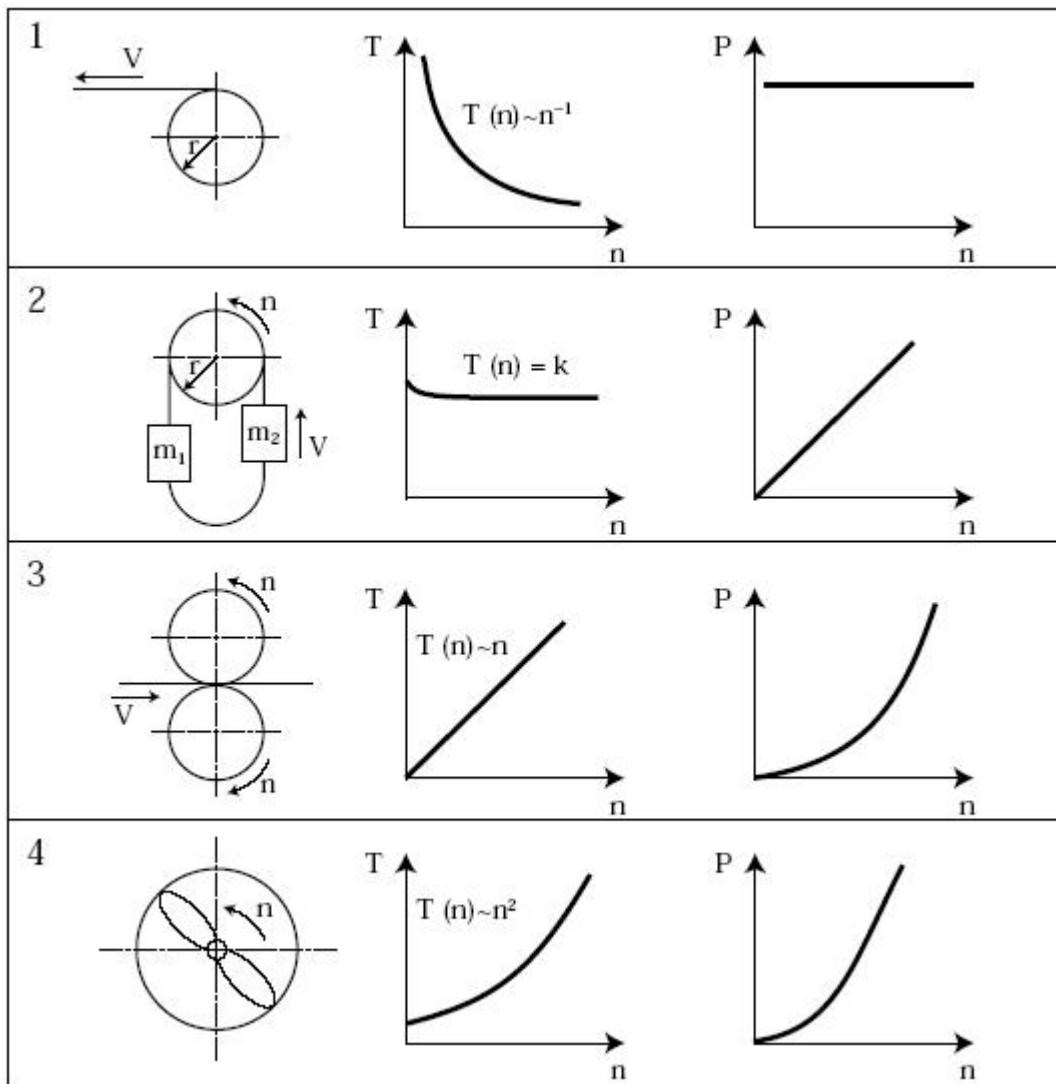 1
V
r
T
T (n) ~ n⁻¹
n
P
n
2
n
r
m₁
m₂
V
T
T (n) = k
n
P
n
3
n
V
n
T
T (n) ~ n
n
P
n
4
n
T
T (n) ~ n²
n
P
n